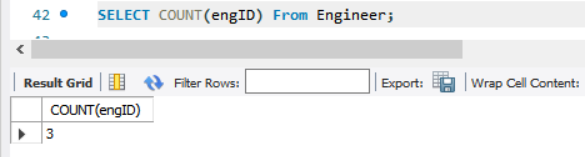 42 SELECT COUNT(engID) From Engineer;
Result Grid Filter Rows: Export: Wrap Cell Content:
COUNT(engID)
3